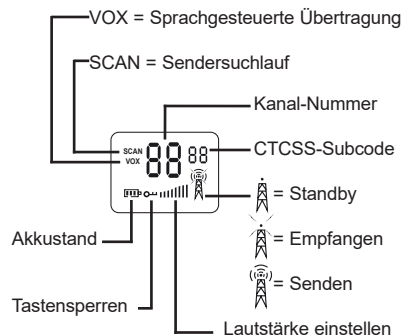 VOX = Sprachgesteuerte Übertragung
SCAN = Sendersuchlauf
Kanal-Nummer
SCAN
VOX
88
88
CTCSS-Subcode
= Standby
= Empfangen
= Senden
Akkustand
Tastensperren
Lautstärke einstellen